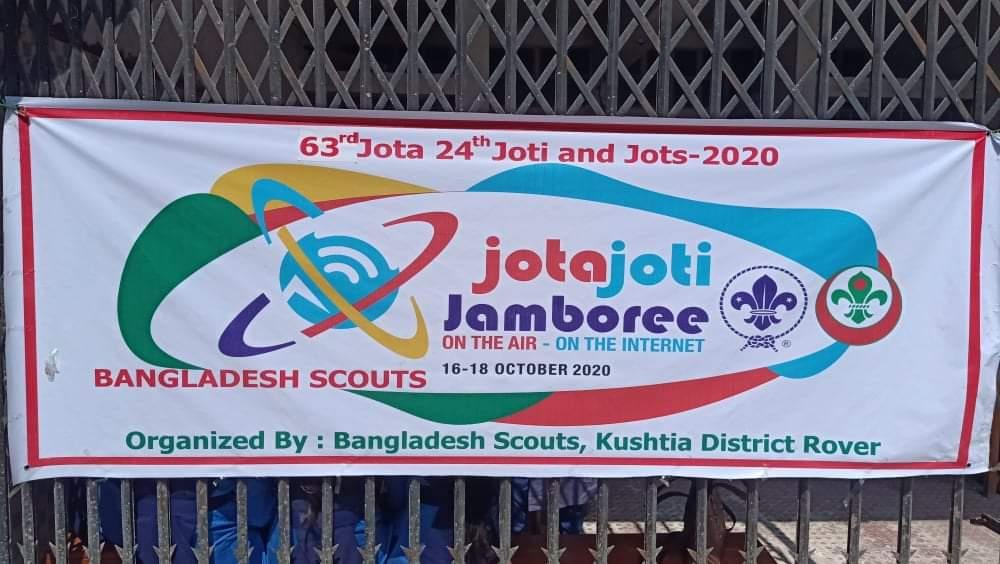 63rd Jota 24th Joti and Jots-2020
jotajoti
Jamboree
ON THE AIR - ON THE INTERNET
16-18 OCTOBER 2020
®
BANGLADESH SCOUTS
Organized By : Bangladesh Scouts, Kushtia District Rover